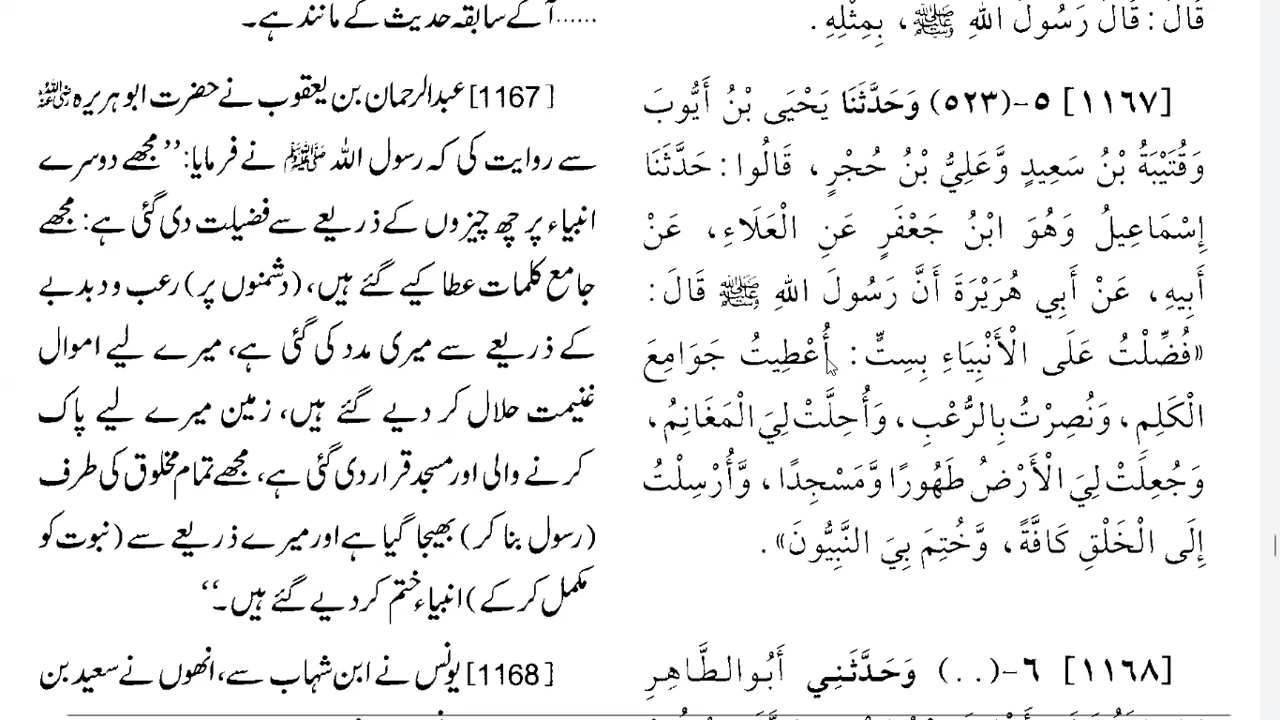 قَالَ: قَالَ رَسُولُ اللهِ ﷺ، بِمِثْلِهِ.
[١١٦٧] ٥-(٥٢٣) وَحَدَّثَنَا يَحْيَى بْنُ أَيُّوبَ
وَقُتَيْبَةُ بْنُ سَعِيدٍ وَّعَلِيُّ بْنُ حُجْرٍ، قَالُوا: حَدَّثَنَا
إِسْمَاعِيلُ وَهُوَ ابْنُ جَعْفَرٍ عَنِ الْعَلَاءِ، عَنْ
أَبِيهِ، عَنْ أَبِي هُرَيْرَةَ أَنَّ رَسُولَ اللهِ ﷺ قَالَ:
«فُضِّلْتُ عَلَى الْأَنْبِيَاءِ بِسِتٍّ: أُعْطِيتُ جَوَامِعَ
الْكَلِمِ، وَنُصِرْتُ بِالرُّعْبِ، وَأُحِلَّتْ لِيَ الْمَغَانِمُ،
وَجُعِلَتْ لِيَ الْأَرْضُ طَهُورًا وَّمَسْجِدًا، وَّأُرْسِلْتُ
إِلَى الْخَلْقِ كَافَّةً، وَّخُتِمَ بِيَ النَّبِيُّونَ».
[١١٦٨] ٦-(..) وَحَدَّثَنِي أَبُو الطَّاهِرِ
......آگے سابقہ حدیث کے مانند ہے۔
[1167] عبدالرحمان بن یعقوب نے حضرت ابوہریرہ رضی اللہ عنہ
سے روایت کی کہ رسول اللہ ﷺ نے فرمایا: ’’مجھے دوسرے
انبیاء پر چھ چیزوں کے ذریعے سے فضیلت دی گئی ہے: مجھے
جامع کلمات عطا کیے گئے ہیں، (دشمنوں پر) رعب و دبدبے
کے ذریعے سے میری مدد کی گئی ہے، میرے لیے اموال
غنیمت حلال کر دیے گئے ہیں، زمین میرے لیے پاک
کرنے والی اور مسجد قرار دی گئی ہے، مجھے تمام مخلوق کی طرف
(رسول بنا کر) بھیجا گیا ہے اور میرے ذریعے سے (نبوت کو
مکمل کرکے) انبیاء ختم کر دیے گئے ہیں۔‘‘
[1168] یونس نے ابن شہاب سے، انھوں نے سعید بن